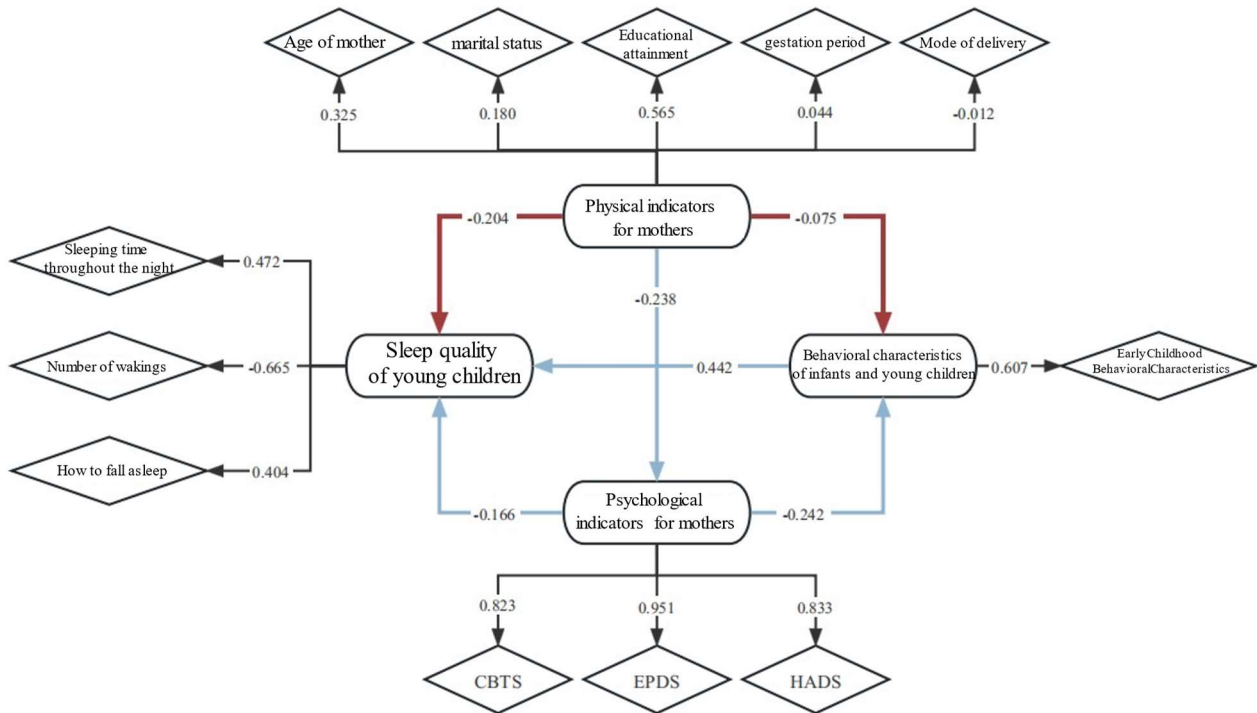 Age of mother
marital status
Educational
attainment
gestation period
Mode of delivery
0.325
0.180
0.565
0.044
-0.012
Physical indicators
for mothers
-0.204
-0.075
Sleeping time
throughout the night
0.472
-0.238
Number of wakings
-0.665
Sleep quality
of young children
0.442
Behavioral characteristics
of infants and young children
0.607
EarlyChildhood
BehavioralCharacteristics
How to fall asleep
0.404
Psychological
indicators for mothers
-0.166
-0.242
0.823
0.951
0.833
CBTS
EPDS
HADS